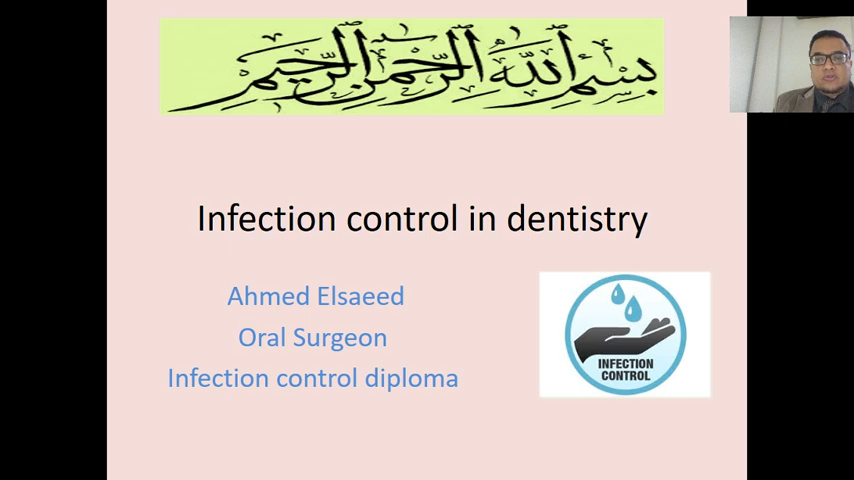 بسم الله الرحمن الرحيم
Infection control in dentistry
Ahmed Elsaeed
Oral Surgeon
Infection control diploma
INFECTION
CONTROL